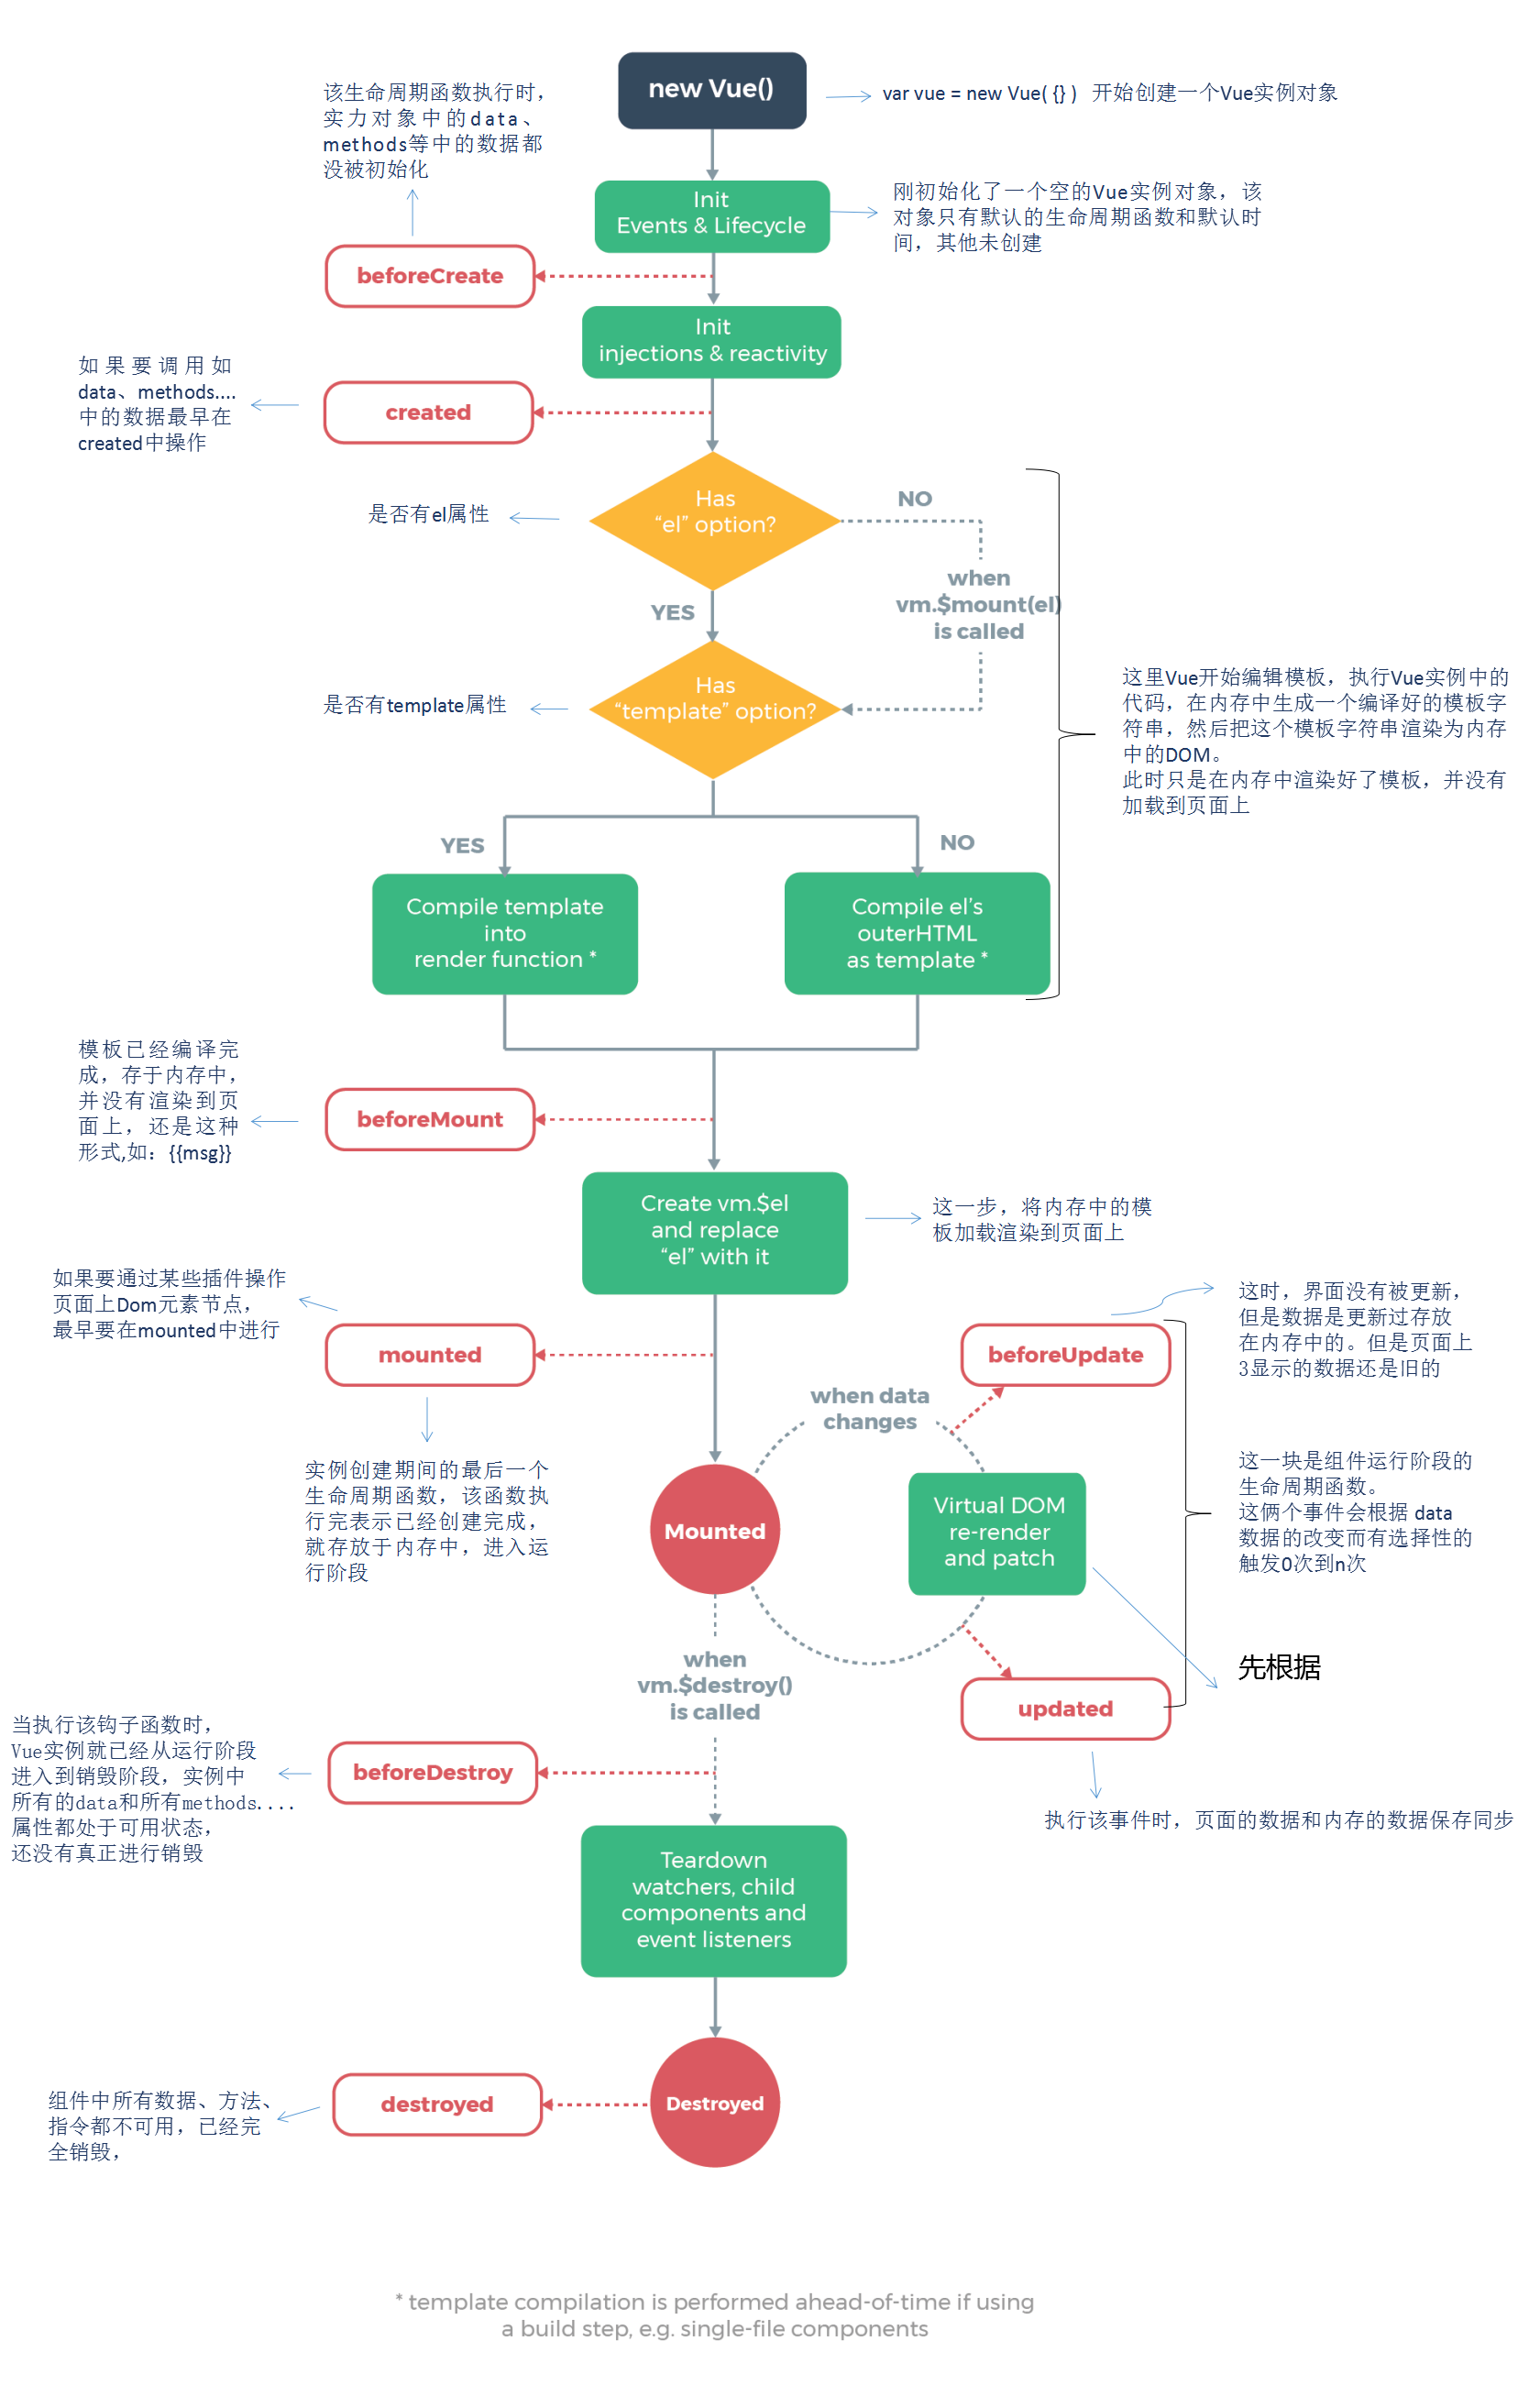 new Vue()
var vue = new Vue( {} ) 开始创建一个Vue实例对象
该生命周期函数执行时，
实力对象中的data、
methods等中的数据都
没被初始化
Init
Events & Lifecycle
刚初始化了一个空的Vue实例对象，该
对象只有默认的生命周期函数和默认时
间，其他未创建
beforeCreate
Init
injections & reactivity
如果要调用如
data、methods....
中的数据最早在
created中操作
created
Has
“el” option?
是否有el属性
NO
when
vm.$mount(el)
is called
YES
Has
“template” option?
是否有template属性
这里Vue开始编辑模板，执行Vue实例中的
代码，在内存中生成一个编译好的模板字
符串，然后把这个模板字符串渲染为内存
中的DOM。
此时只是在内存中渲染好了模板，并没有
加载到页面上
YES
NO
Compile template
into
render function *
Compile el’s
outerHTML
as template *
模板已经编译完
成，存于内存中，
并没有渲染到页
面上，还是这种
形式,如：{{msg}}
beforeMount
Create vm.$el
and replace
“el” with it
这一步，将内存中的模
板加载渲染到页面上
如果要通过某些插件操作
页面上Dom元素节点，
最早要在mounted中进行
mounted
这时，界面没有被更新，
但是数据是更新过存放
在内存中的。但是页面上
3显示的数据还是旧的
beforeUpdate
when data
changes
实例创建期间的最后一个
生命周期函数，该函数执
行完表示已经创建完成，
就存放于内存中，进入运
行阶段
Mounted
Virtual DOM
re-render
and patch
这一块是组件运行阶段的
生命周期函数。
这俩个事件会根据 data
数据的改变而有选择性的
触发0次到n次
先根据
when
vm.$destroy()
is called
updated
当执行该钩子函数时，
Vue实例就已经从运行阶段
进入到销毁阶段，实例中
所有的data和所有methods....
属性都处于可用状态，
还没有真正进行销毁
beforeDestroy
执行该事件时，页面的数据和内存的数据保存同步
Teardown
watchers, child
components and
event listeners
组件中所有数据、方法、
指令都不可用，已经完
全销毁，
destroyed
Destroyed
* template compilation is performed ahead-of-time if using
a build step, e.g. single-file components